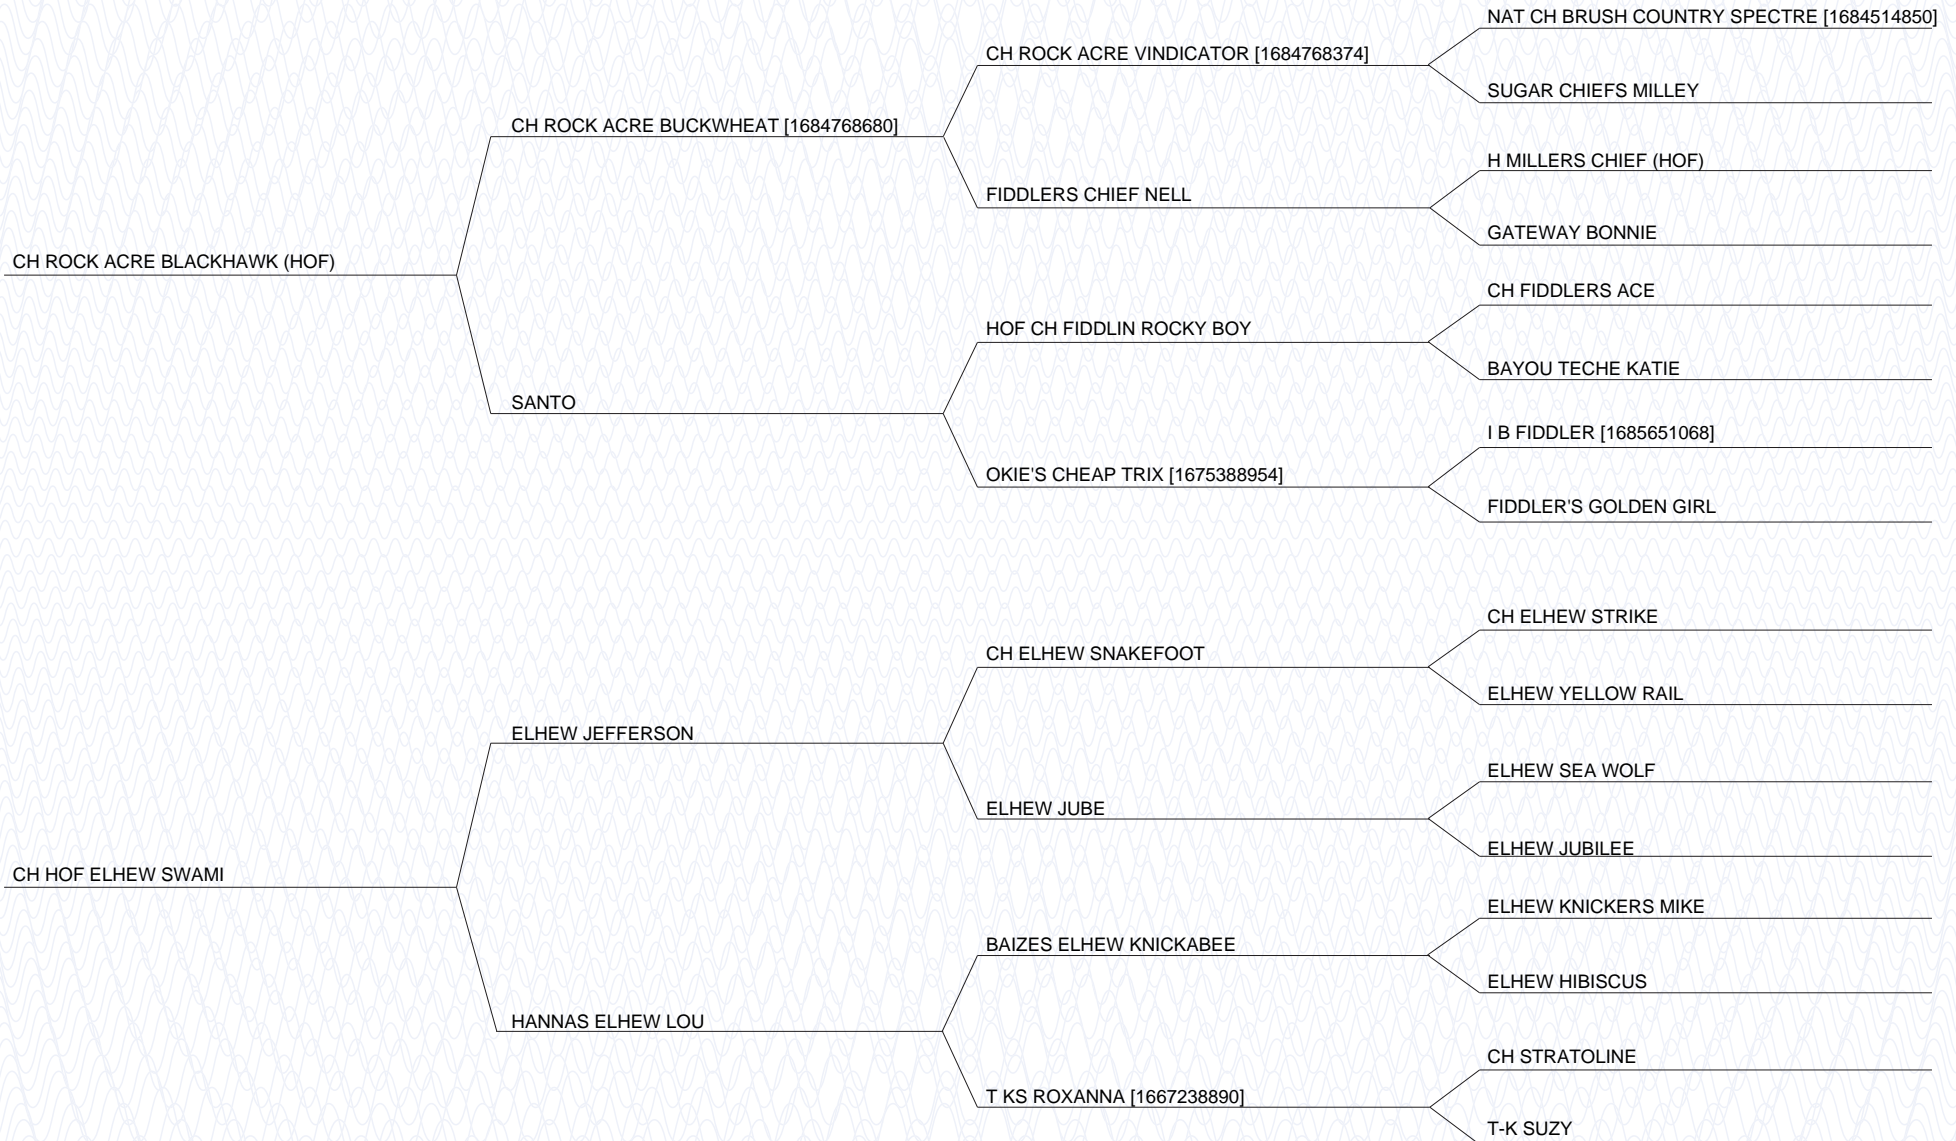 NAT CH BRUSH COUNTRY SPECTRE [1684514850]
CH ROCK ACRE VINDICATOR [1684768374]
SUGAR CHIEFS MILLEY
CH ROCK ACRE BUCKWHEAT [1684768680]
H MILLERS CHIEF (HOF)
FIDDLERS CHIEF NELL
GATEWAY BONNIE
CH ROCK ACRE BLACKHAWK (HOF)
CH FIDDLERS ACE
HOF CH FIDDLIN ROCKY BOY
BAYOU TECHE KATIE
SANTO
I B FIDDLER [1685651068]
OKIE'S CHEAP TRIX [1675388954]
FIDDLER'S GOLDEN GIRL
CH ELHEW STRIKE
CH ELHEW SNAKEFOOT
ELHEW YELLOW RAIL
ELHEW JEFFERSON
ELHEW SEA WOLF
ELHEW JUBE
ELHEW JUBILEE
CH HOF ELHEW SWAMI
ELHEW KNICKERS MIKE
BAIZES ELHEW KNICKABEE
ELHEW HIBISCUS
HANNAS ELHEW LOU
CH STRATOLINE
T KS ROXANNA [1667238890]
T-K SUZY